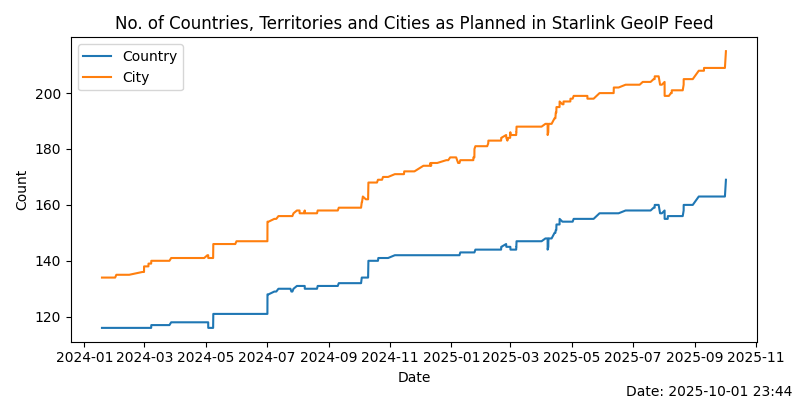 No. of Countries, Territories and Cities as Planned in Starlink GeoIP Feed
Country
City
Count
200
180
160
140
120
2024-01 2024-03 2024-05 2024-07 2024-09 2024-11 2025-01 2025-03 2025-05 2025-07 2025-09 2025-11
Date
Date: 2025-10-01 23:44